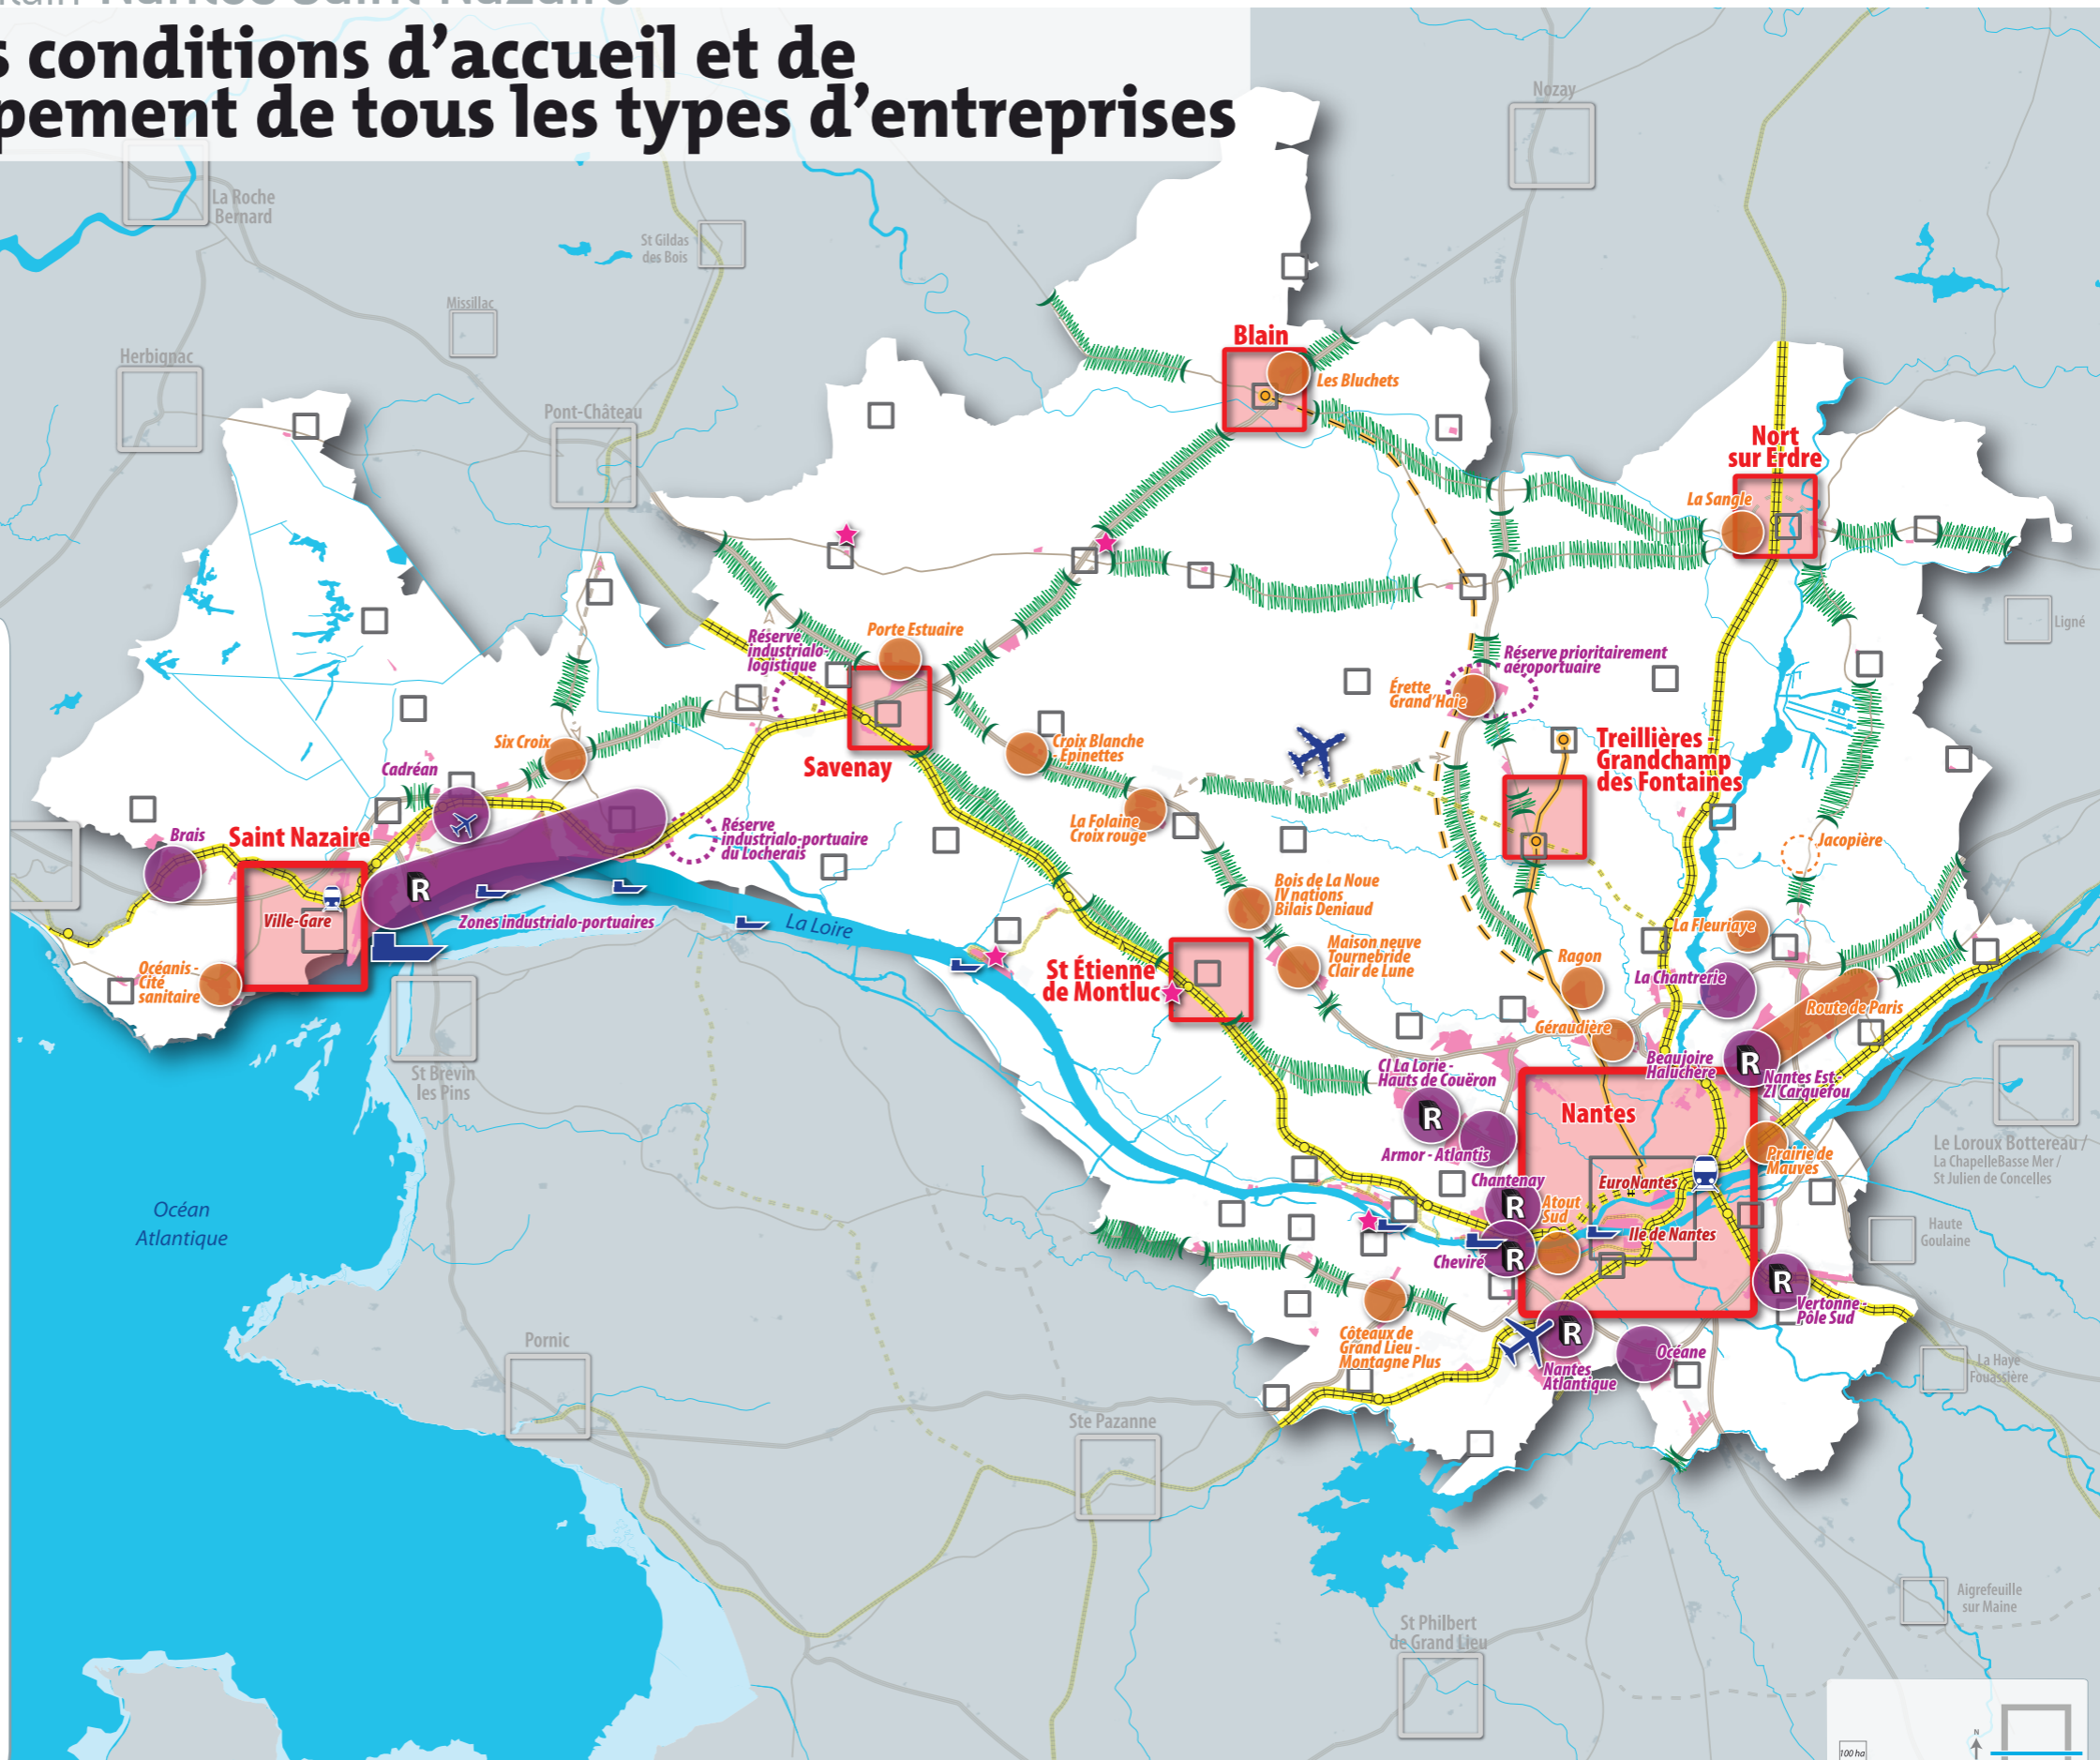 Nantes Saint-Nazaire
s conditions d'accueil et de
pement de tous les types d'entreprises
Nozay
La Roche
Bernard
St Gildas
des Bois
Missillac
Herbignac
Pont-Château
Blain
Les Bluchets
Nort
sur Erdre
La Sangle
Ligné
Réserve
industrialo
logistique
Porte Estuaire
Réserve prioritairement
aéroportuaire
Érette
Grand'Haie
Six Croix
Croix Blanche
Épinettes
Treillières -
Grandchamp
des Fontaines
Savenay
Cadréan
La Folaine
Croix rouge
Brais
Saint Nazaire
Réserve
industrialo-portuaire
du Locherais
Jacopière
R
Ville-Gare
Zones industrialo-portuaires
La Loire
Bois de La Noue
IV nations
Bilais Deniaud
Maison neuve
Tournebride
Clair de Lune
La Fleuriaye
Ragon
La Chantrerie
Océanis -
Cité
sanitaire
St Étienne
de Montluc
Route de Paris
Géraudière
St Brévin
les Pins
CI La Lorie -
Hauts de Couëron
Beaujoire
Haluchère
R
Nantes Est -
ZI Carquefou
R
Nantes
Armor - Atlantis
Prairie de
Mauves
Le Loroux Bottereau /
La ChapelleBasse Mer /
St Julien de Concelles
Chantenay
R
Atout
Sud
EuroNantes
Ile de Nantes
Haute
Goulaine
Océan
Atlantique
Cheviré
R
R
Vertonne -
Pôle Sud
Côteaux de
Grand Lieu -
Montagne Plus
R
Nantes
Atlantique
Océane
La Haye
Fouassière
Pornic
Ste Pazanne
Aigrefeuille
sur Maine
St Philbert
de Grand Lieu
100 ha
N